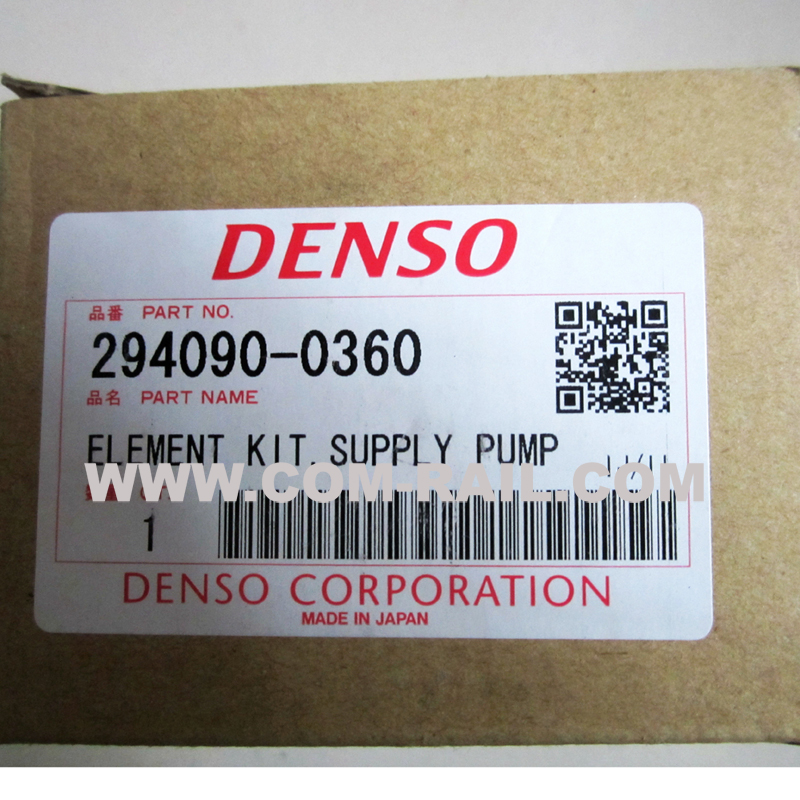 DENSO
品番 PART NO.
294090-0360
品名 PART NAME
ELEMENT KIT, SUPPLY PUMP
WWW.COM-RAIL.COM
1
DENSO CORPORATION
MADE IN JAPAN